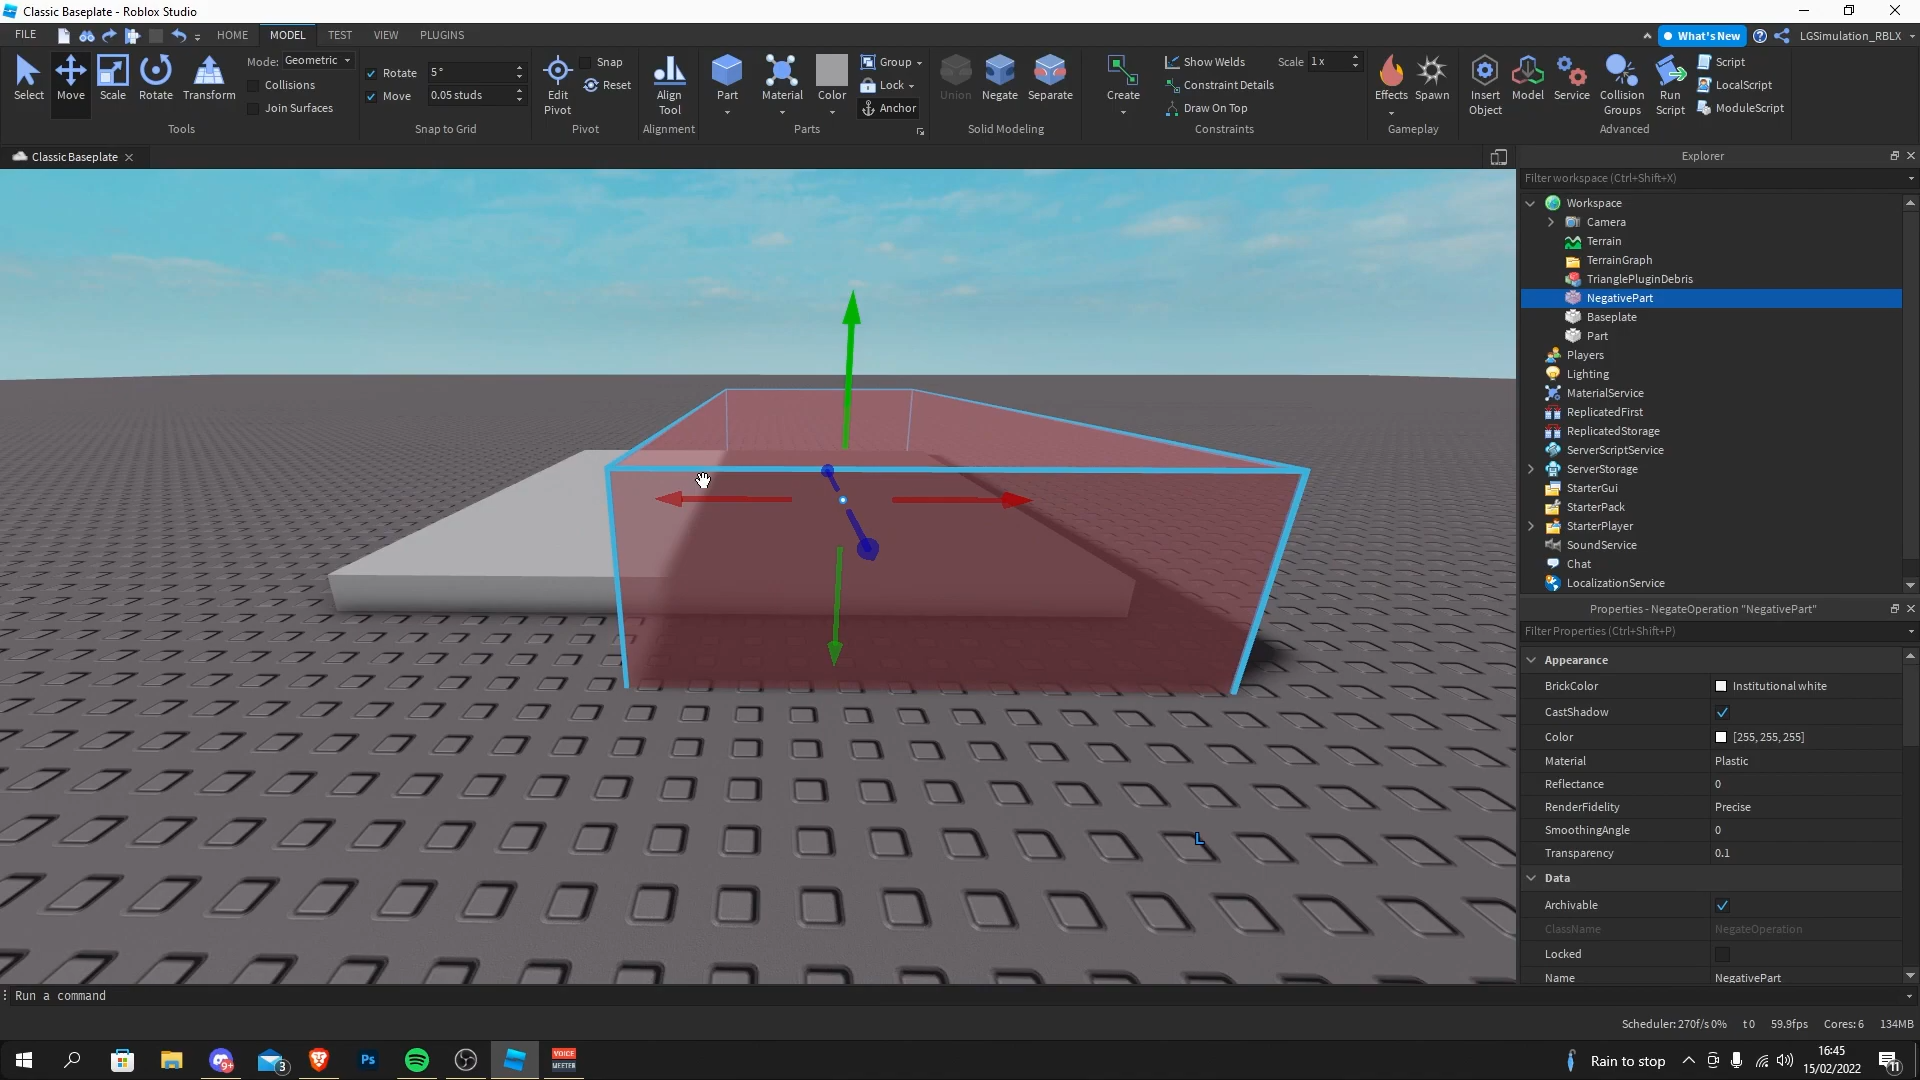 Classic Baseplate - Roblox Studio
FILE HOME MODEL TEST VIEW PLUGINS What's New LGSimulation_RBLX
Select Move Scale Rotate Transform
Mode: Geometric
Collisions
Join Surfaces
Tools
Rotate 5°
Move 0.05 studs
Snap to Grid
Edit Pivot
Snap
Reset
Pivot
Align Tool
Alignment
Part Material Color
Group
Lock
Anchor
Parts
Union Negate Separate
Solid Modeling
Create
Show Welds Scale 1x
Constraint Details
Draw On Top
Constraints
Effects Spawn
Gameplay
Insert Object Model Service Collision Groups Run Script
Script
LocalScript
ModuleScript
Advanced
Classic Baseplate
Explorer
Filter workspace (Ctrl+Shift+X)
Workspace
Camera
Terrain
TerrainGraph
TrianglePluginDebris
NegativePart
Baseplate
Part
Players
Lighting
MaterialService
ReplicatedFirst
ReplicatedStorage
ServerScriptService
ServerStorage
StarterGui
StarterPack
StarterPlayer
SoundService
Chat
LocalizationService
Properties - NegateOperation "NegativePart"
Filter Properties (Ctrl+Shift+P)
Appearance
BrickColor Institutional white
CastShadow
Color [255, 255, 255]
Material Plastic
Reflectance 0
RenderFidelity Precise
SmoothingAngle 0
Transparency 0.1
Data
Archivable
ClassName NegateOperation
Locked
Name NegativePart
L
Run a command
Scheduler: 270f/s 0% t0 59.9fps Cores: 6 134MB
9+
3
Ps
VOICE MEETER
Rain to stop
16:45
15/02/2022
11